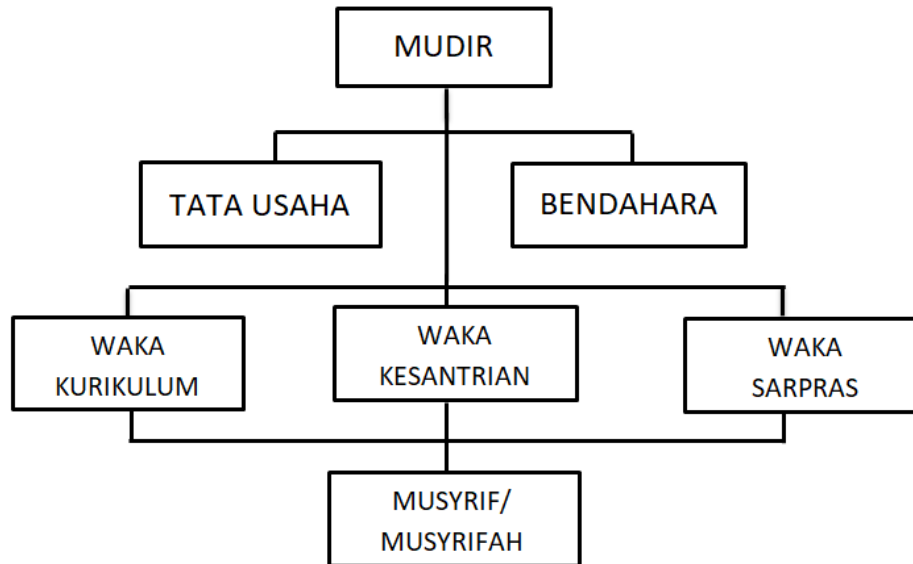 MUDIR
TATA USAHA
BENDAHARA
WAKA
KURIKULUM
WAKA
KESANTRIAN
WAKA
SARPRAS
MUSYRIF/
MUSYRIFAH